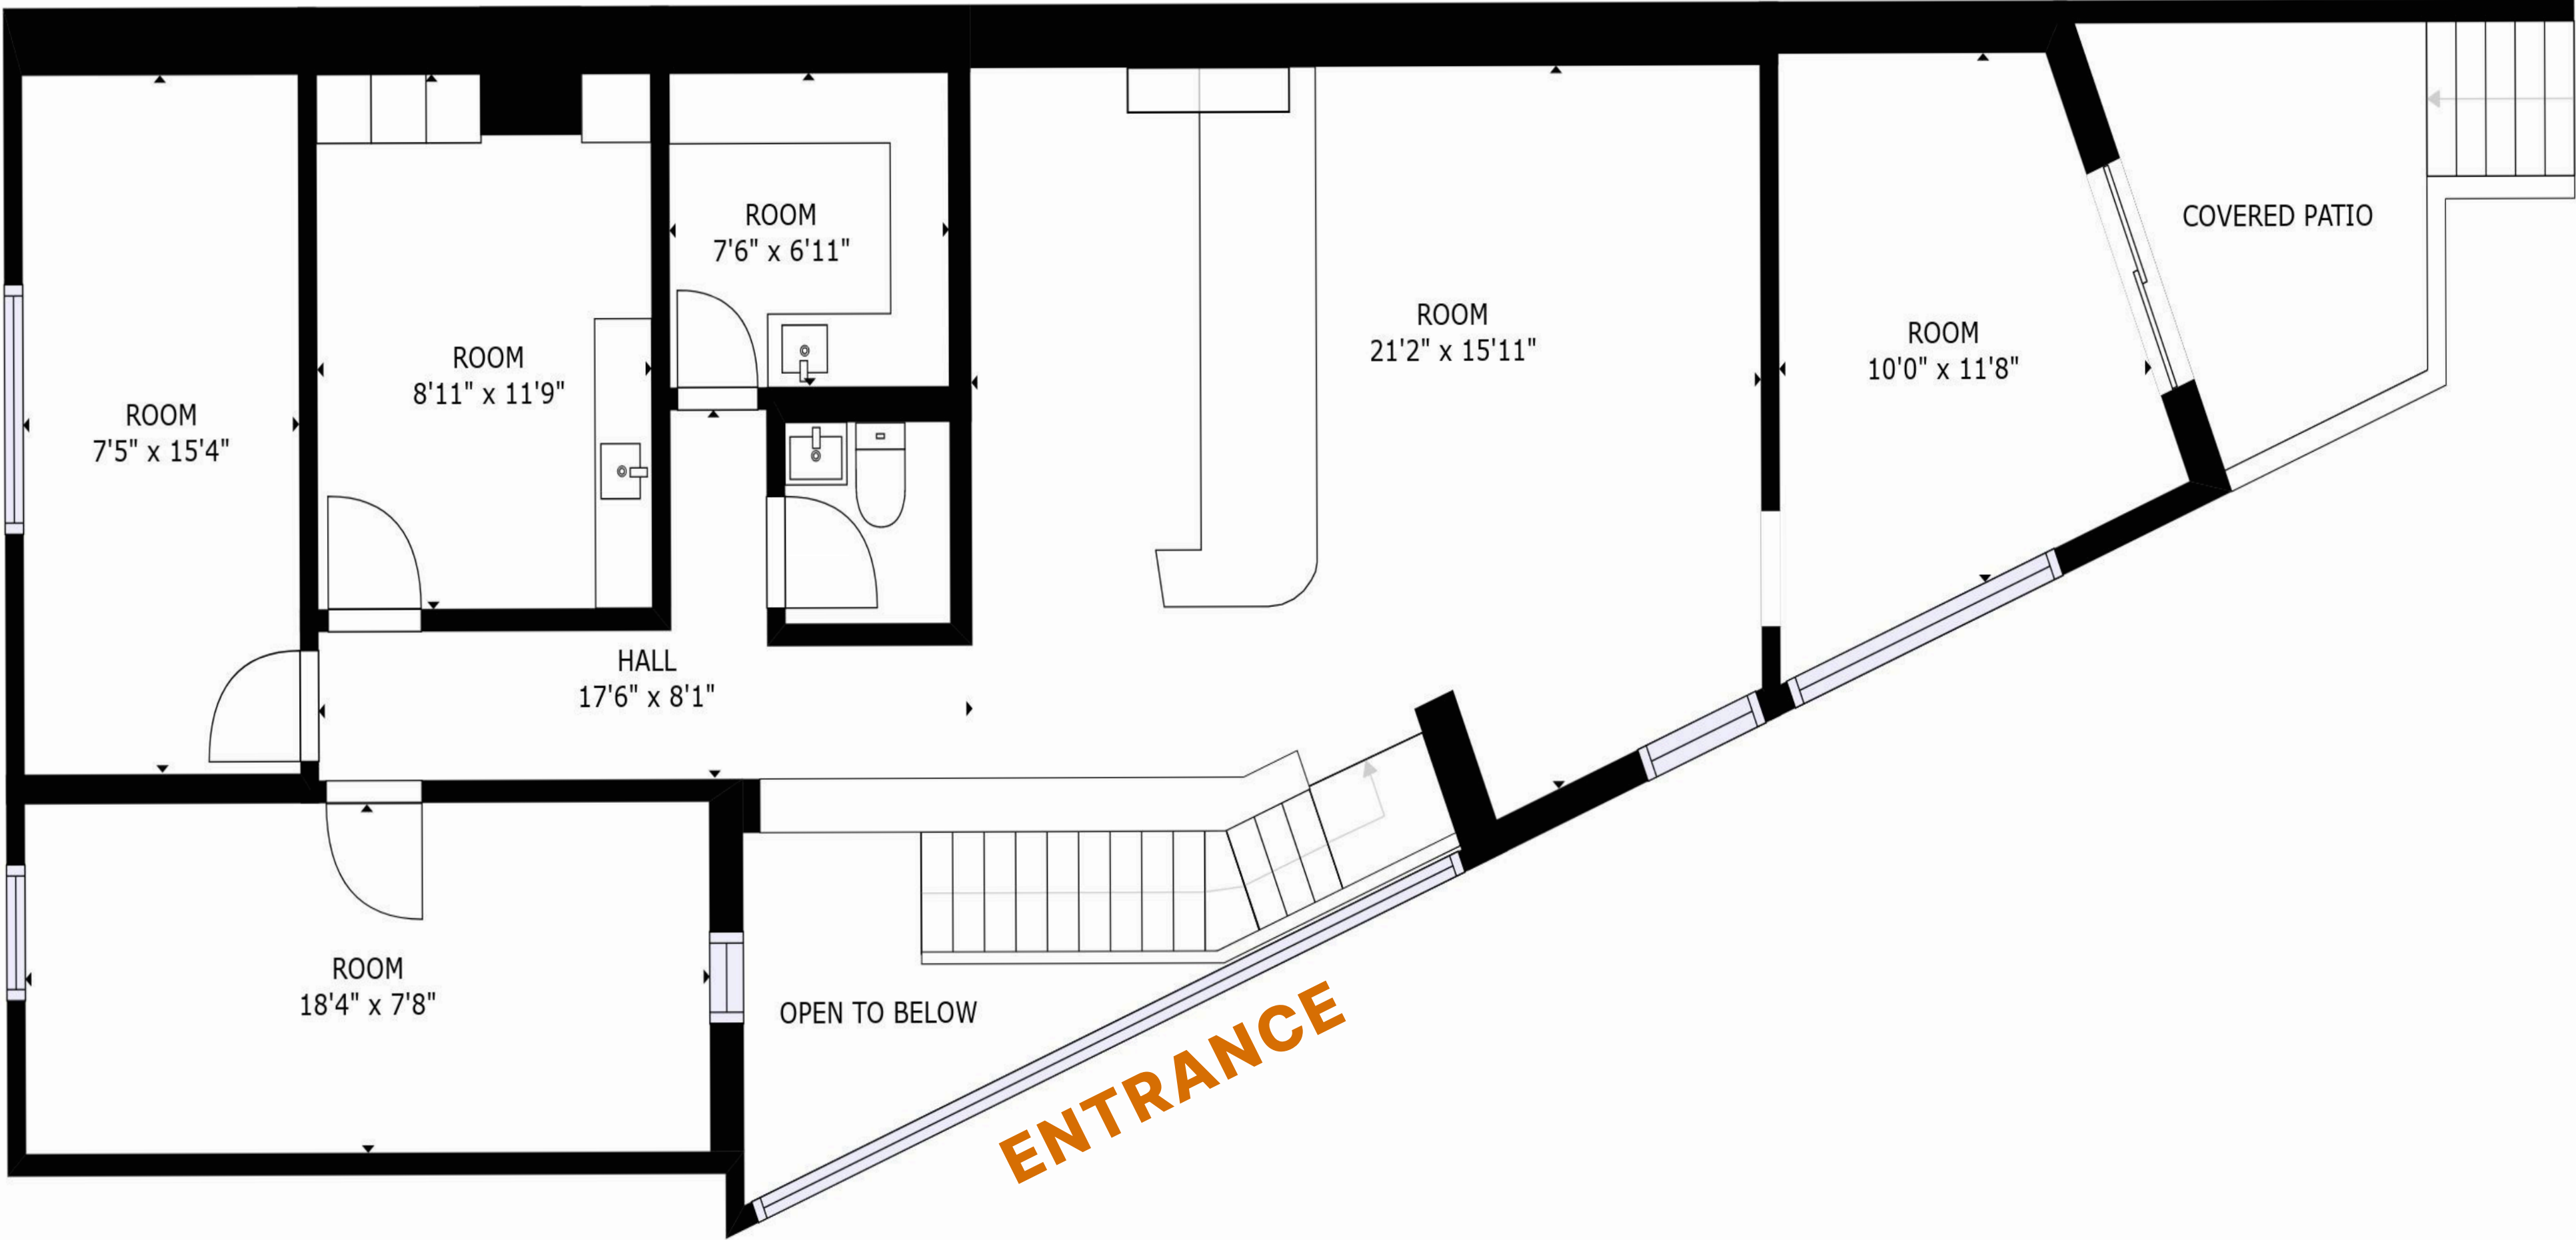 ROOM
7'6" x 6'11"
COVERED PATIO
ROOM
21'2" x 15'11"
ROOM
10'0" x 11'8"
ROOM
8'11" x 11'9"
ROOM
7'5" x 15'4"
HALL
17'6" x 8'1"
ROOM
18'4" x 7'8"
OPEN TO BELOW
ENTRANCE